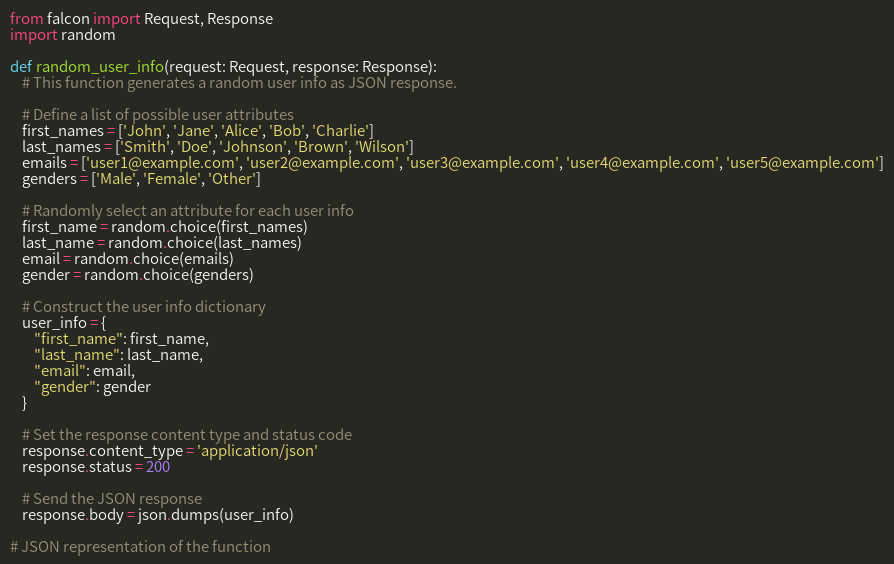 from falcon import Request, Response
import random

def random_user_info(request: Request, response: Response):
    # This function generates a random user info as JSON response.

    # Define a list of possible user attributes
    first_names = ['John', 'Jane', 'Alice', 'Bob', 'Charlie']
    last_names = ['Smith', 'Doe', 'Johnson', 'Brown', 'Wilson']
    emails = ['user1@example.com', 'user2@example.com', 'user3@example.com', 'user4@example.com', 'user5@example.com']
    genders = ['Male', 'Female', 'Other']

    # Randomly select an attribute for each user info
    first_name = random.choice(first_names)
    last_name = random.choice(last_names)
    email = random.choice(emails)
    gender = random.choice(genders)

    # Construct the user info dictionary
    user_info = {
        "first_name": first_name,
        "last_name": last_name,
        "email": email,
        "gender": gender
    }

    # Set the response content type and status code
    response.content_type = 'application/json'
    response.status = 200

    # Send the JSON response
    response.body = json.dumps(user_info)

# JSON representation of the function